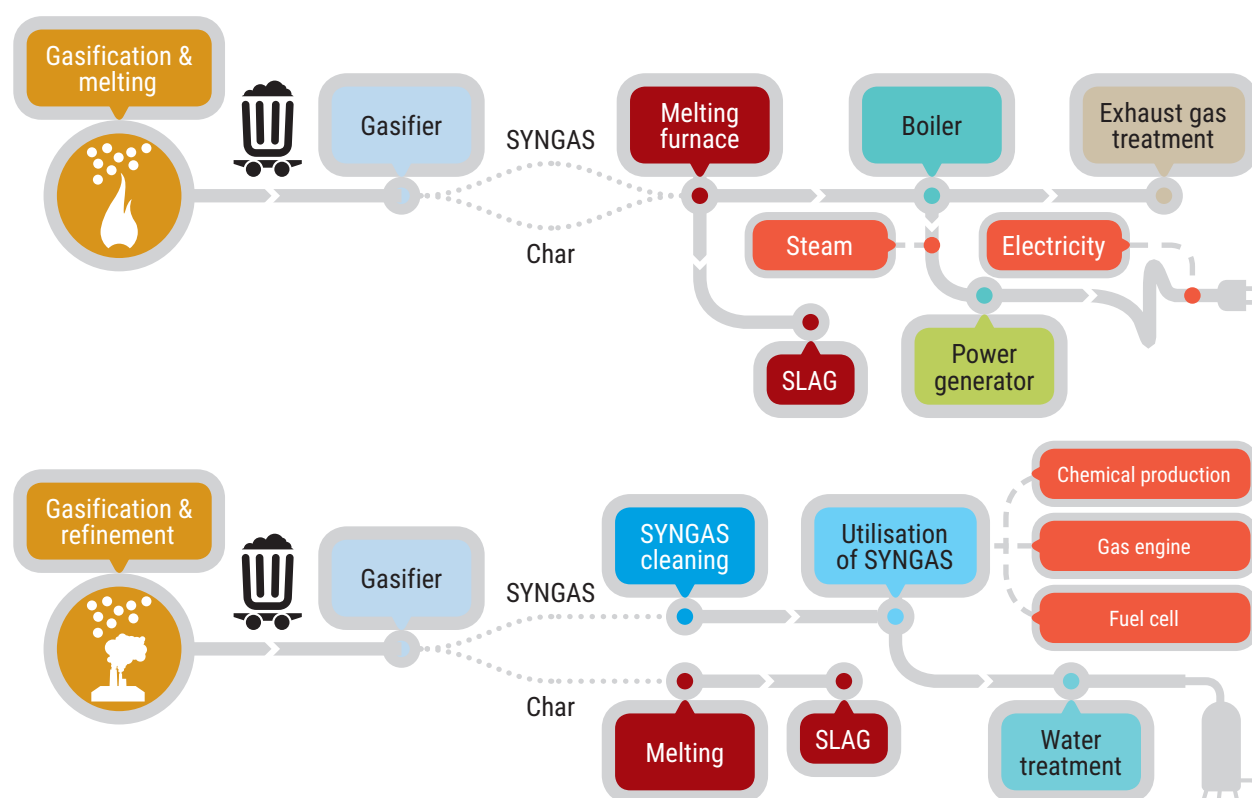 Gasification &
melting
Gasifier
SYNGAS
Char
Melting
furnace
Boiler
Exhaust gas
treatment
Steam
Electricity
SLAG
Power
generator
Gasification &
refinement
Gasifier
SYNGAS
Char
SYNGAS
cleaning
Utilisation
of SYNGAS
Chemical production
Gas engine
Fuel cell
Melting
SLAG
Water
treatment